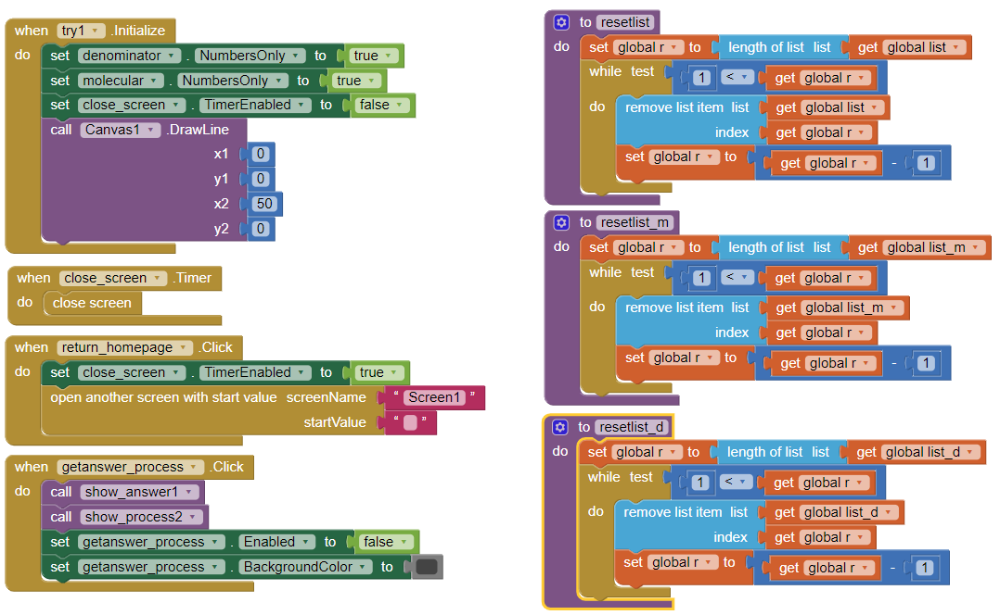 when try1 .Initialize
do set denominator . NumbersOnly to true
set molecular . NumbersOnly to true
set close_screen . TimerEnabled to false
call Canvas1 .DrawLine
x1 0
y1 0
x2 50
y2 0
when close_screen .Timer
do close screen
when return_homepage .Click
do set close_screen . TimerEnabled to true
open another screen with start value screenName " Screen1 "
startValue " "
when getanswer_process .Click
do call show_answer1
call show_process2
set getanswer_process . Enabled to false
set getanswer_process . BackgroundColor to
to resetlist
do set global r to length of list list get global list
while test 1 < get global r
do remove list item list get global list
index get global r
set global r to get global r - 1
to resetlist_m
do set global r to length of list list get global list_m
while test 1 < get global r
do remove list item list get global list_m
index get global r
set global r to get global r - 1
to resetlist_d
do set global r to length of list list get global list_d
while test 1 < get global r
do remove list item list get global list_d
index get global r
set global r to get global r - 1